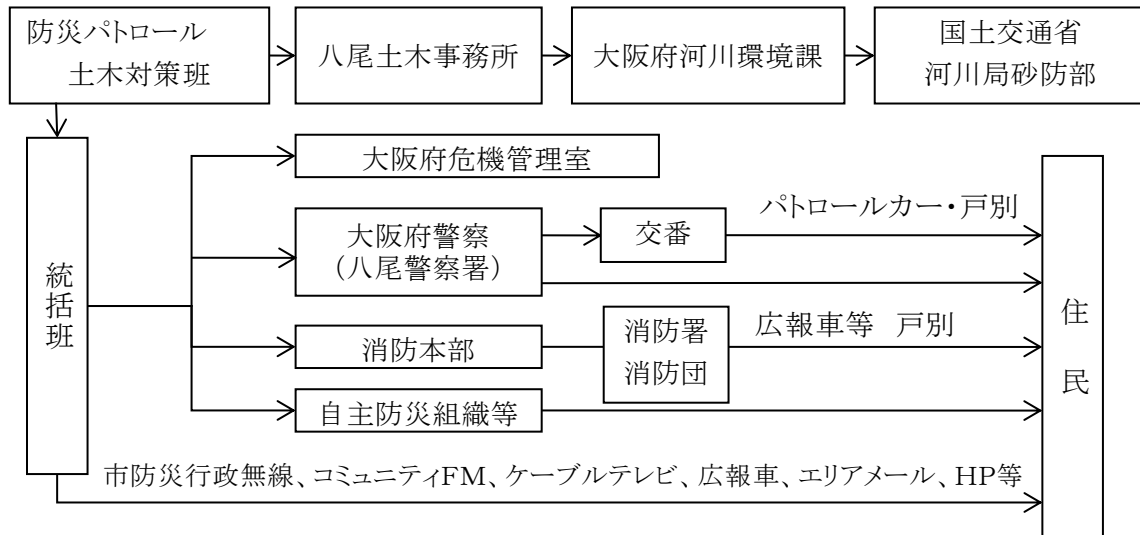 防災パトロール
土木対策班
八尾土木事務所
大阪府河川環境課
国土交通省
河川局砂防部
統括班
大阪府危機管理室
大阪府警察
(八尾警察署)
交番
パトロールカー・戸別
消防本部
消防署
消防団
広報車等　戸別
自主防災組織等
市防災行政無線、コミュニティFM、ケーブルテレビ、広報車、エリアメール、HP等
住民